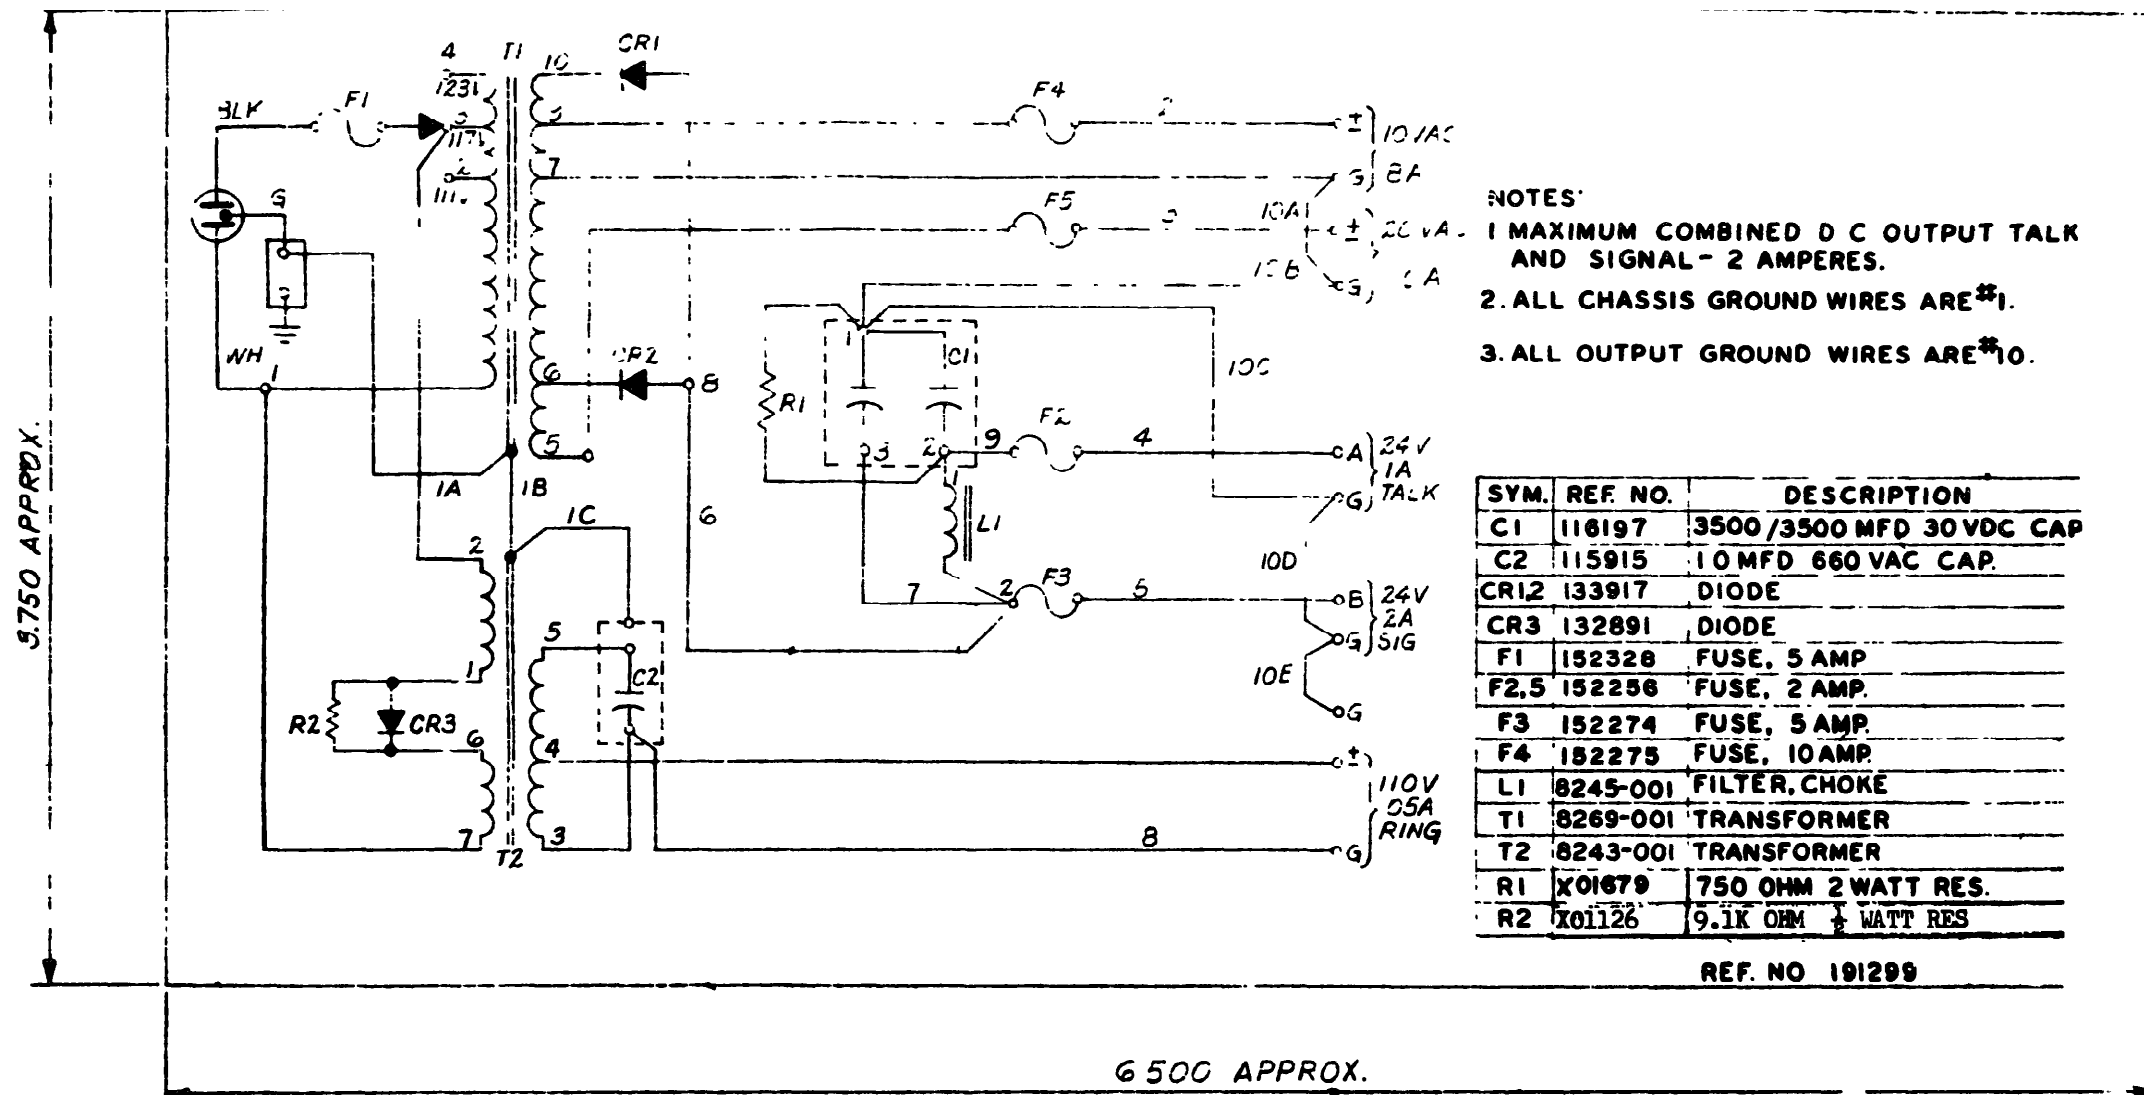 4 T1 10 CR1
1231
BLK F1 F4 2
7
±
8A
G
G F5
10A
±
NOTES:
1 MAXIMUM COMBINED D C OUTPUT TALK
AND SIGNAL- 2 AMPERES.
2. ALL CHASSIS GROUND WIRES ARE #1.
3. ALL OUTPUT GROUND WIRES ARE #10.
G
WH 1
6 CR2 8
1 C1
R1
10C
F2
5
3 2 9 4 A 24V
1A
G TALK
1A 1B
1C
6
L1
10D
2
7 2 F3 5 B 24V
2A
G SIG
10E
G
5
1 C2
R2 CR3
6 4
±
110V
05A
RING
7 T2 3 8 G
3.750 APPROX.
SYM. REF. NO. DESCRIPTION
C1 116197 3500/3500 MFD 30 VDC CAP
C2 115915 10 MFD 660 VAC CAP.
CR1,2 133917 DIODE
CR3 132891 DIODE
F1 152328 FUSE, 5 AMP
F2,5 152256 FUSE, 2 AMP.
F3 152274 FUSE, 5 AMP.
F4 152275 FUSE, 10 AMP.
L1 8245-001 FILTER, CHOKE
T1 8269-001 TRANSFORMER
T2 8243-001 TRANSFORMER
R1 X01679 750 OHM 2 WATT RES.
R2 X01126 9.1K OHM ½ WATT RES
REF. NO 191299
6 500 APPROX.